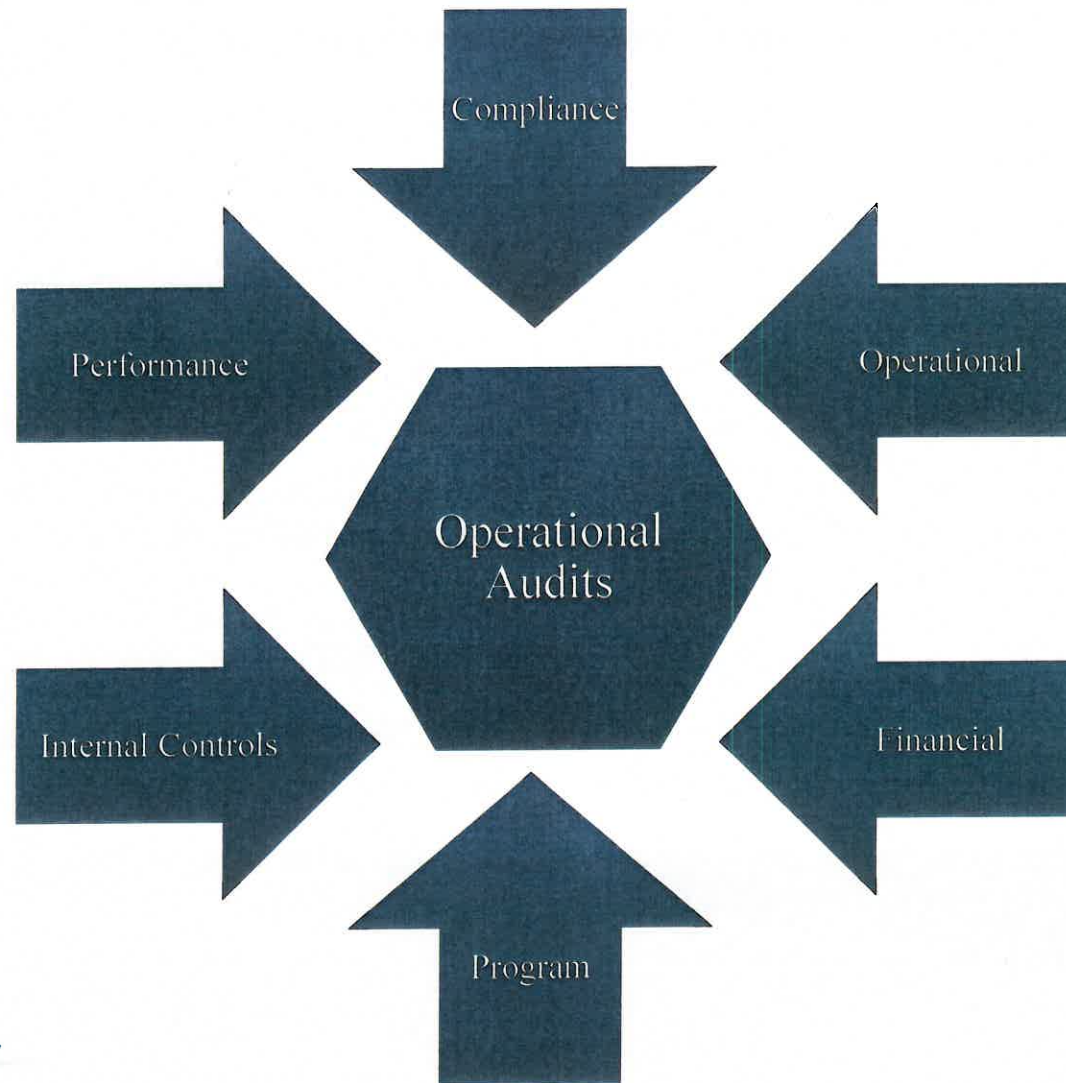 Compliance
Performance
Operational
Operational
Audits
Internal Controls
Financial
Program